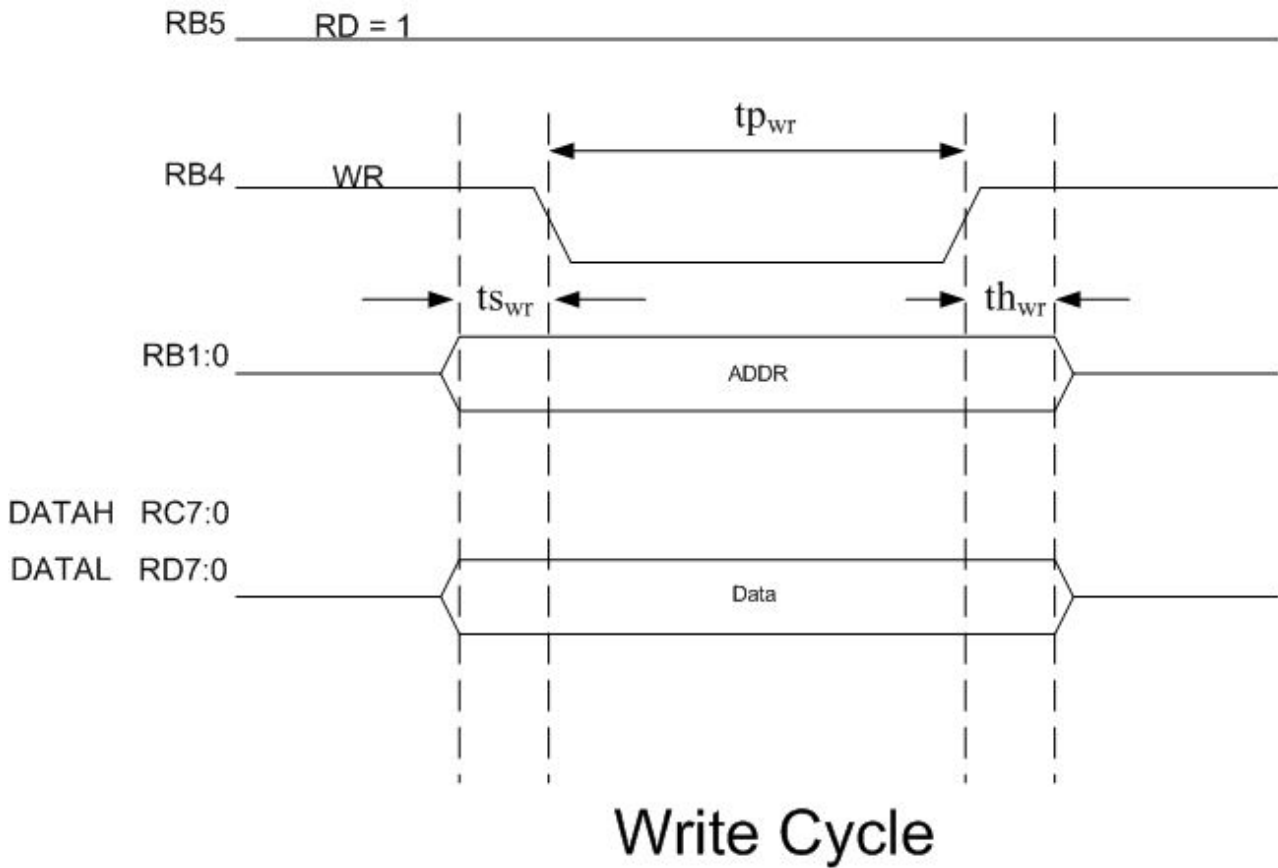 RB5 RD = 1
tpwr
RB4 WR
tswr thwr
RB1:0 ADDR
DATAH RC7:0
DATAL RD7:0 Data
Write Cycle